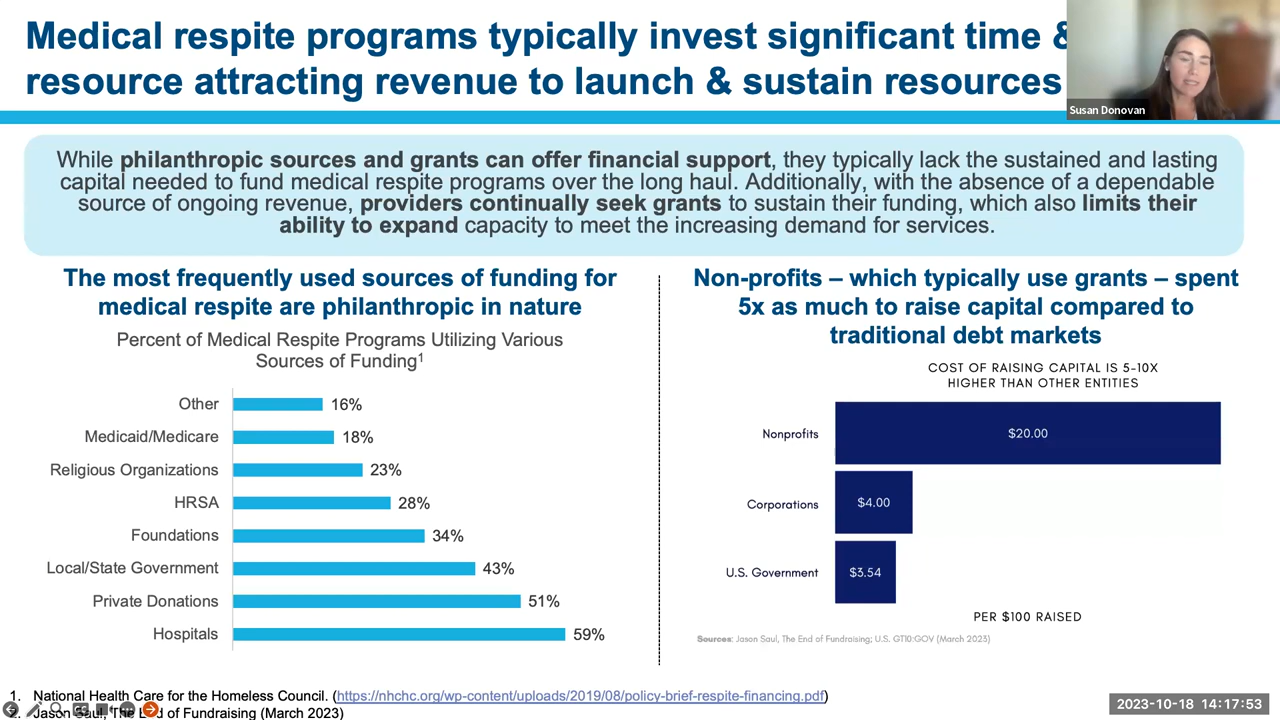 Medical respite programs typically invest significant time &
resource attracting revenue to launch & sustain resources
Susan Donovan
While philanthropic sources and grants can offer financial support, they typically lack the sustained and lasting
capital needed to fund medical respite programs over the long haul. Additionally, with the absence of a dependable
source of ongoing revenue, providers continually seek grants to sustain their funding, which also limits their
ability to expand capacity to meet the increasing demand for services.
The most frequently used sources of funding for
medical respite are philanthropic in nature
Percent of Medical Respite Programs Utilizing Various
Sources of Funding1
Other 16%
Medicaid/Medicare 18%
Religious Organizations 23%
HRSA 28%
Foundations 34%
Local/State Government 43%
Private Donations 51%
Hospitals 59%
Non-profits – which typically use grants – spent
5x as much to raise capital compared to
traditional debt markets
COST OF RAISING CAPITAL IS 5-10X
HIGHER THAN OTHER ENTITIES
Nonprofits $20.00
Corporations $4.00
U.S. Government $3.54
PER $100 RAISED
Sources: Jason Saul, The End of Fundraising; U.S. GT10:GOV (March 2023)
1. National Health Care for the Homeless Council. (https://nhchc.org/wp-content/uploads/2019/08/policy-brief-respite-financing.pdf)
2. Jason Saul, The End of Fundraising (March 2023)
2023-10-18 14:17:53